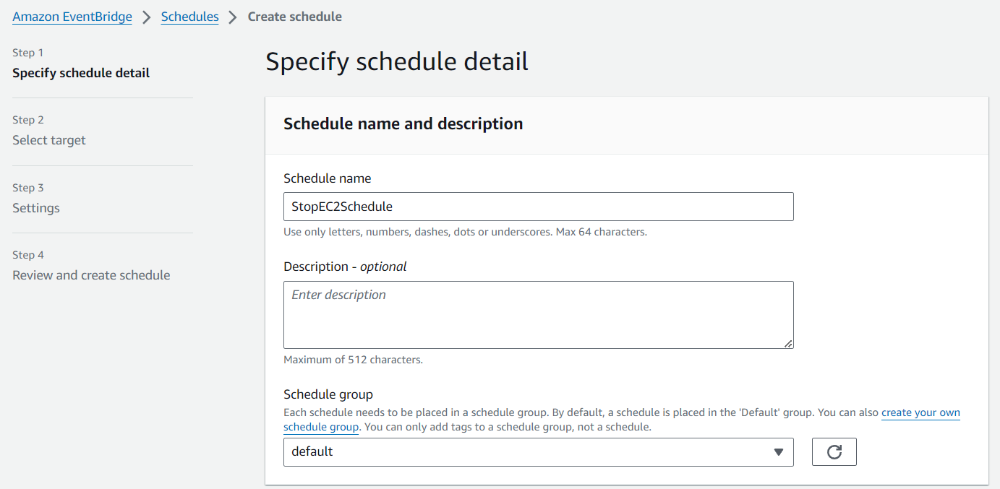 Amazon EventBridge > Schedules > Create schedule
Step 1
Specify schedule detail
Step 2
Select target
Step 3
Settings
Step 4
Review and create schedule
Specify schedule detail
Schedule name and description
Schedule name
StopEC2Schedule
Use only letters, numbers, dashes, dots or underscores. Max 64 characters.
Description - optional
Enter description
Maximum of 512 characters.
Schedule group
Each schedule needs to be placed in a schedule group. By default, a schedule is placed in the 'Default' group. You can also create your own
schedule group. You can only add tags to a schedule group, not a schedule.
default